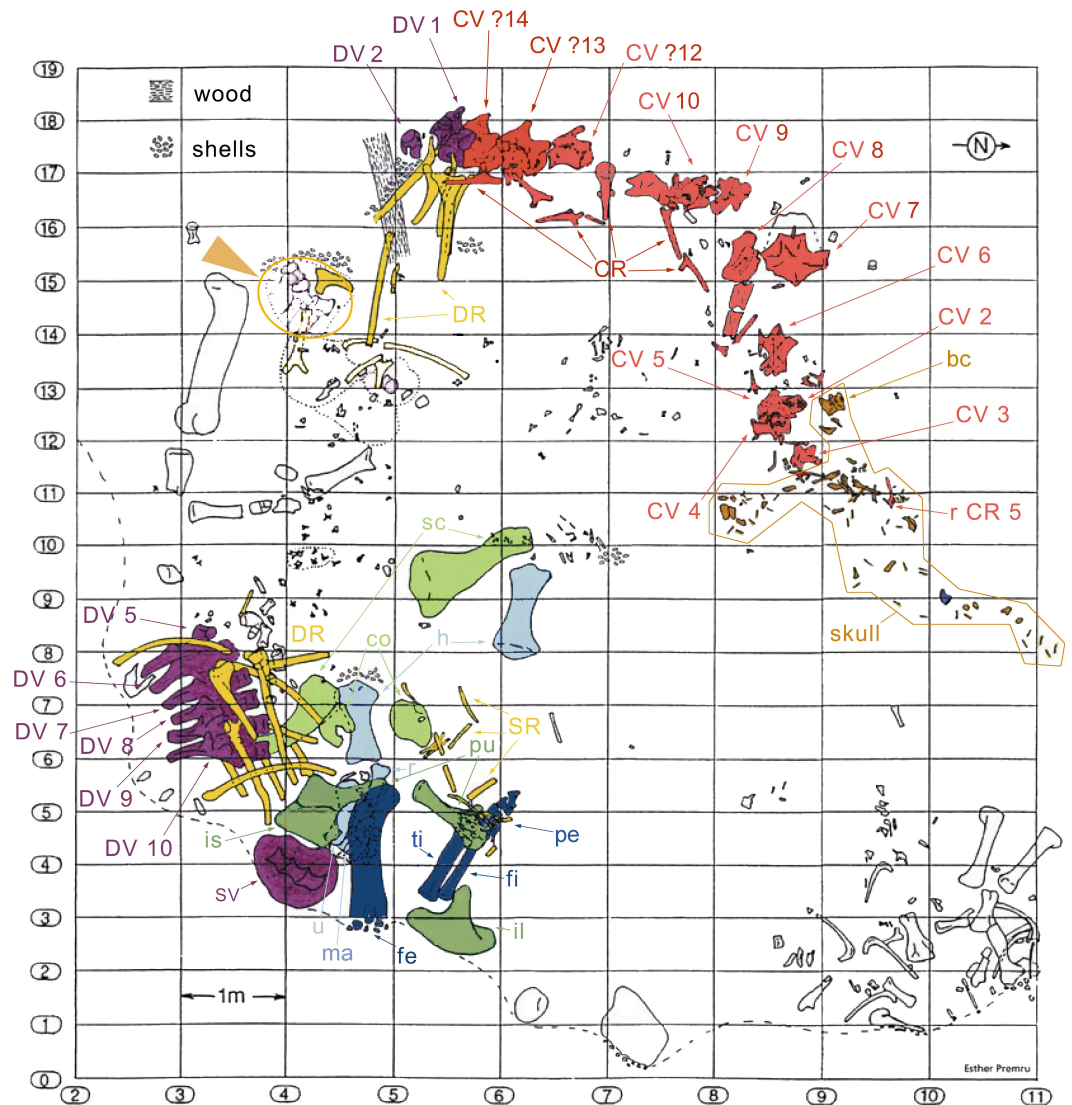 DV 1
CV ?14
CV ?13
CV ?12
DV 2
CV 10
CV 9
CV 8
CV 7
CV 6
CV 2
bc
CV 3
r CR 5
CV 4
CV 5
CR
DR
wood
shells
N
19
18
17
16
15
14
13
12
11
10
9
8
7
6
5
4
3
2
1
0
sc
h
co
DR
DV 5
DV 6
DV 7
DV 8
DV 9
DV 10
SR
pu
r
is
ti
pe
fi
sv
u
ma
fe
il
skull
1m
Esther Premru
2
3
4
5
6
7
8
9
10
11